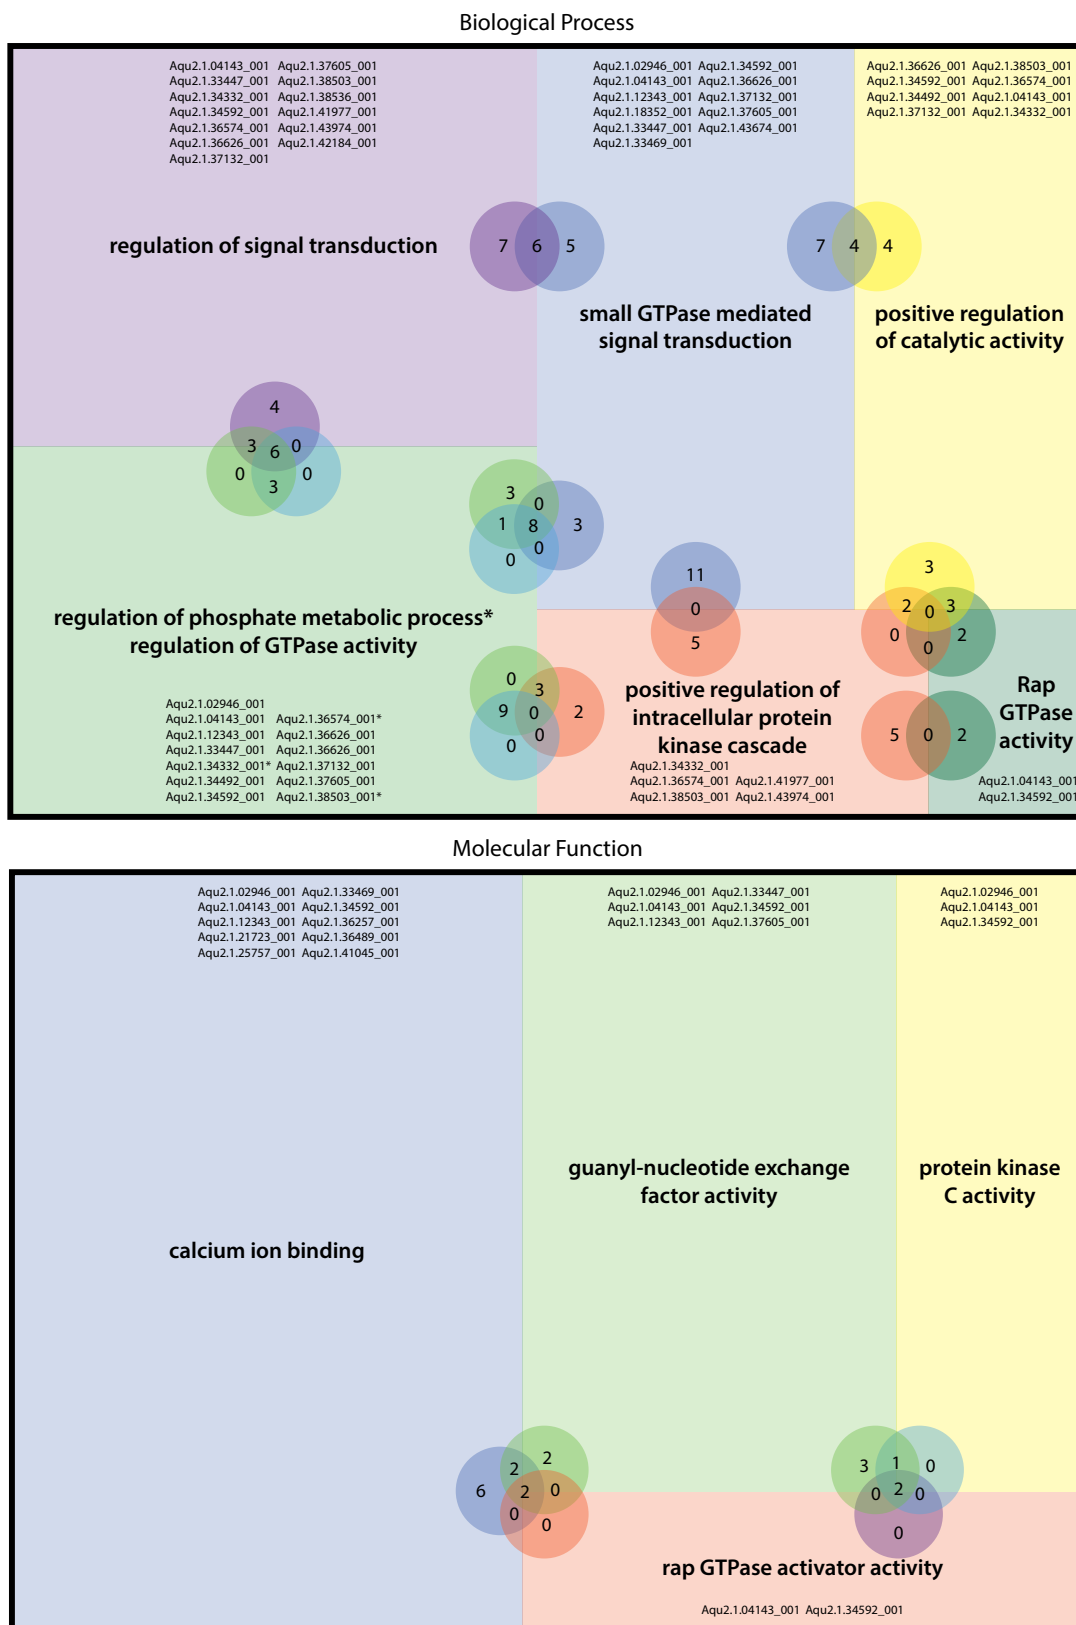 Biological Process
Aqu2.1.04143_001 Aqu2.1.37605_001
Aqu2.1.33447_001 Aqu2.1.38503_001
Aqu2.1.34332_001 Aqu2.1.38536_001
Aqu2.1.34592_001 Aqu2.1.41977_001
Aqu2.1.36574_001 Aqu2.1.43974_001
Aqu2.1.36626_001 Aqu2.1.42184_001
Aqu2.1.37132_001
Aqu2.1.02946_001 Aqu2.1.34592_001
Aqu2.1.04143_001 Aqu2.1.36626_001
Aqu2.1.12343_001 Aqu2.1.37132_001
Aqu2.1.18352_001 Aqu2.1.37605_001
Aqu2.1.33447_001 Aqu2.1.43674_001
Aqu2.1.33469_001
Aqu2.1.36626_001 Aqu2.1.38503_001
Aqu2.1.34592_001 Aqu2.1.36574_001
Aqu2.1.34492_001 Aqu2.1.04143_001
Aqu2.1.37132_001 Aqu2.1.34332_001
regulation of signal transduction
7 6 5
7 4 4
small GTPase mediated
signal transduction
positive regulation
of catalytic activity
4
3 0
6
0 0
3
3 0
1 8 3
0
0
11
0
5
3
2 0 3
0 2
0
regulation of phosphate metabolic process*
regulation of GTPase activity
0 3
9 0 2
0
0
positive regulation of
intracellular protein
kinase cascade
5 0 2
Rap
GTPase
activity
Aqu2.1.02946_001
Aqu2.1.04143_001 Aqu2.1.36574_001*
Aqu2.1.12343_001 Aqu2.1.36626_001
Aqu2.1.33447_001 Aqu2.1.36626_001
Aqu2.1.34332_001* Aqu2.1.37132_001
Aqu2.1.34492_001 Aqu2.1.37605_001
Aqu2.1.34592_001 Aqu2.1.38503_001*
Aqu2.1.34332_001
Aqu2.1.36574_001 Aqu2.1.41977_001
Aqu2.1.38503_001 Aqu2.1.43974_001
Aqu2.1.04143_001
Aqu2.1.34592_001
Molecular Function
Aqu2.1.02946_001 Aqu2.1.33469_001
Aqu2.1.04143_001 Aqu2.1.34592_001
Aqu2.1.12343_001 Aqu2.1.36257_001
Aqu2.1.21723_001 Aqu2.1.36489_001
Aqu2.1.25757_001 Aqu2.1.41045_001
Aqu2.1.02946_001 Aqu2.1.33447_001
Aqu2.1.04143_001 Aqu2.1.34592_001
Aqu2.1.12343_001 Aqu2.1.37605_001
Aqu2.1.02946_001
Aqu2.1.04143_001
Aqu2.1.34592_001
guanyl-nucleotide exchange
factor activity
protein kinase
C activity
calcium ion binding
2
2
6 2 0
0
0
3 1 0
0 2 0
0
rap GTPase activator activity
Aqu2.1.04143_001 Aqu2.1.34592_001